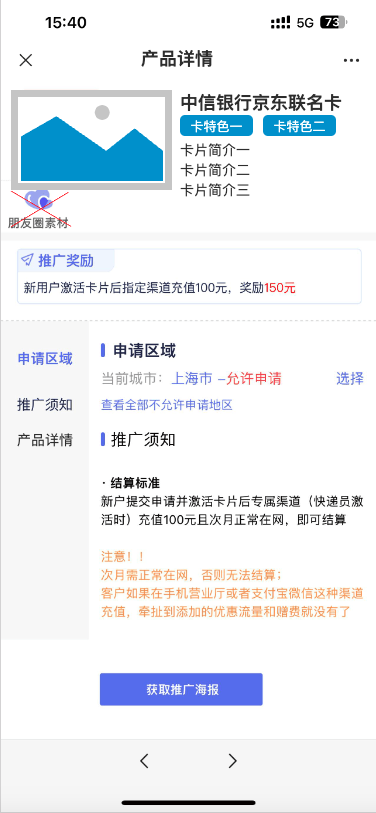 15:40
5G 73
产品详情
中信银行京东联名卡
卡特色一 卡特色二
卡片简介一
卡片简介二
卡片简介三
朋友圈素材
推广奖励
新用户激活卡片后指定渠道充值100元，奖励150元
申请区域
推广须知
产品详情
申请区域
当前城市：上海市 –允许申请 选择
查看全部不允许申请地区
推广须知
· 结算标准
新户提交申请并激活卡片后专属渠道（快递员激
活时）充值100元且次月正常在网，即可结算
注意！！
次月需正常在网，否则无法结算；
客户如果在手机营业厅或者支付宝微信这种渠道
充值，牵扯到添加的优惠流量和赠费就没有了
获取推广海报